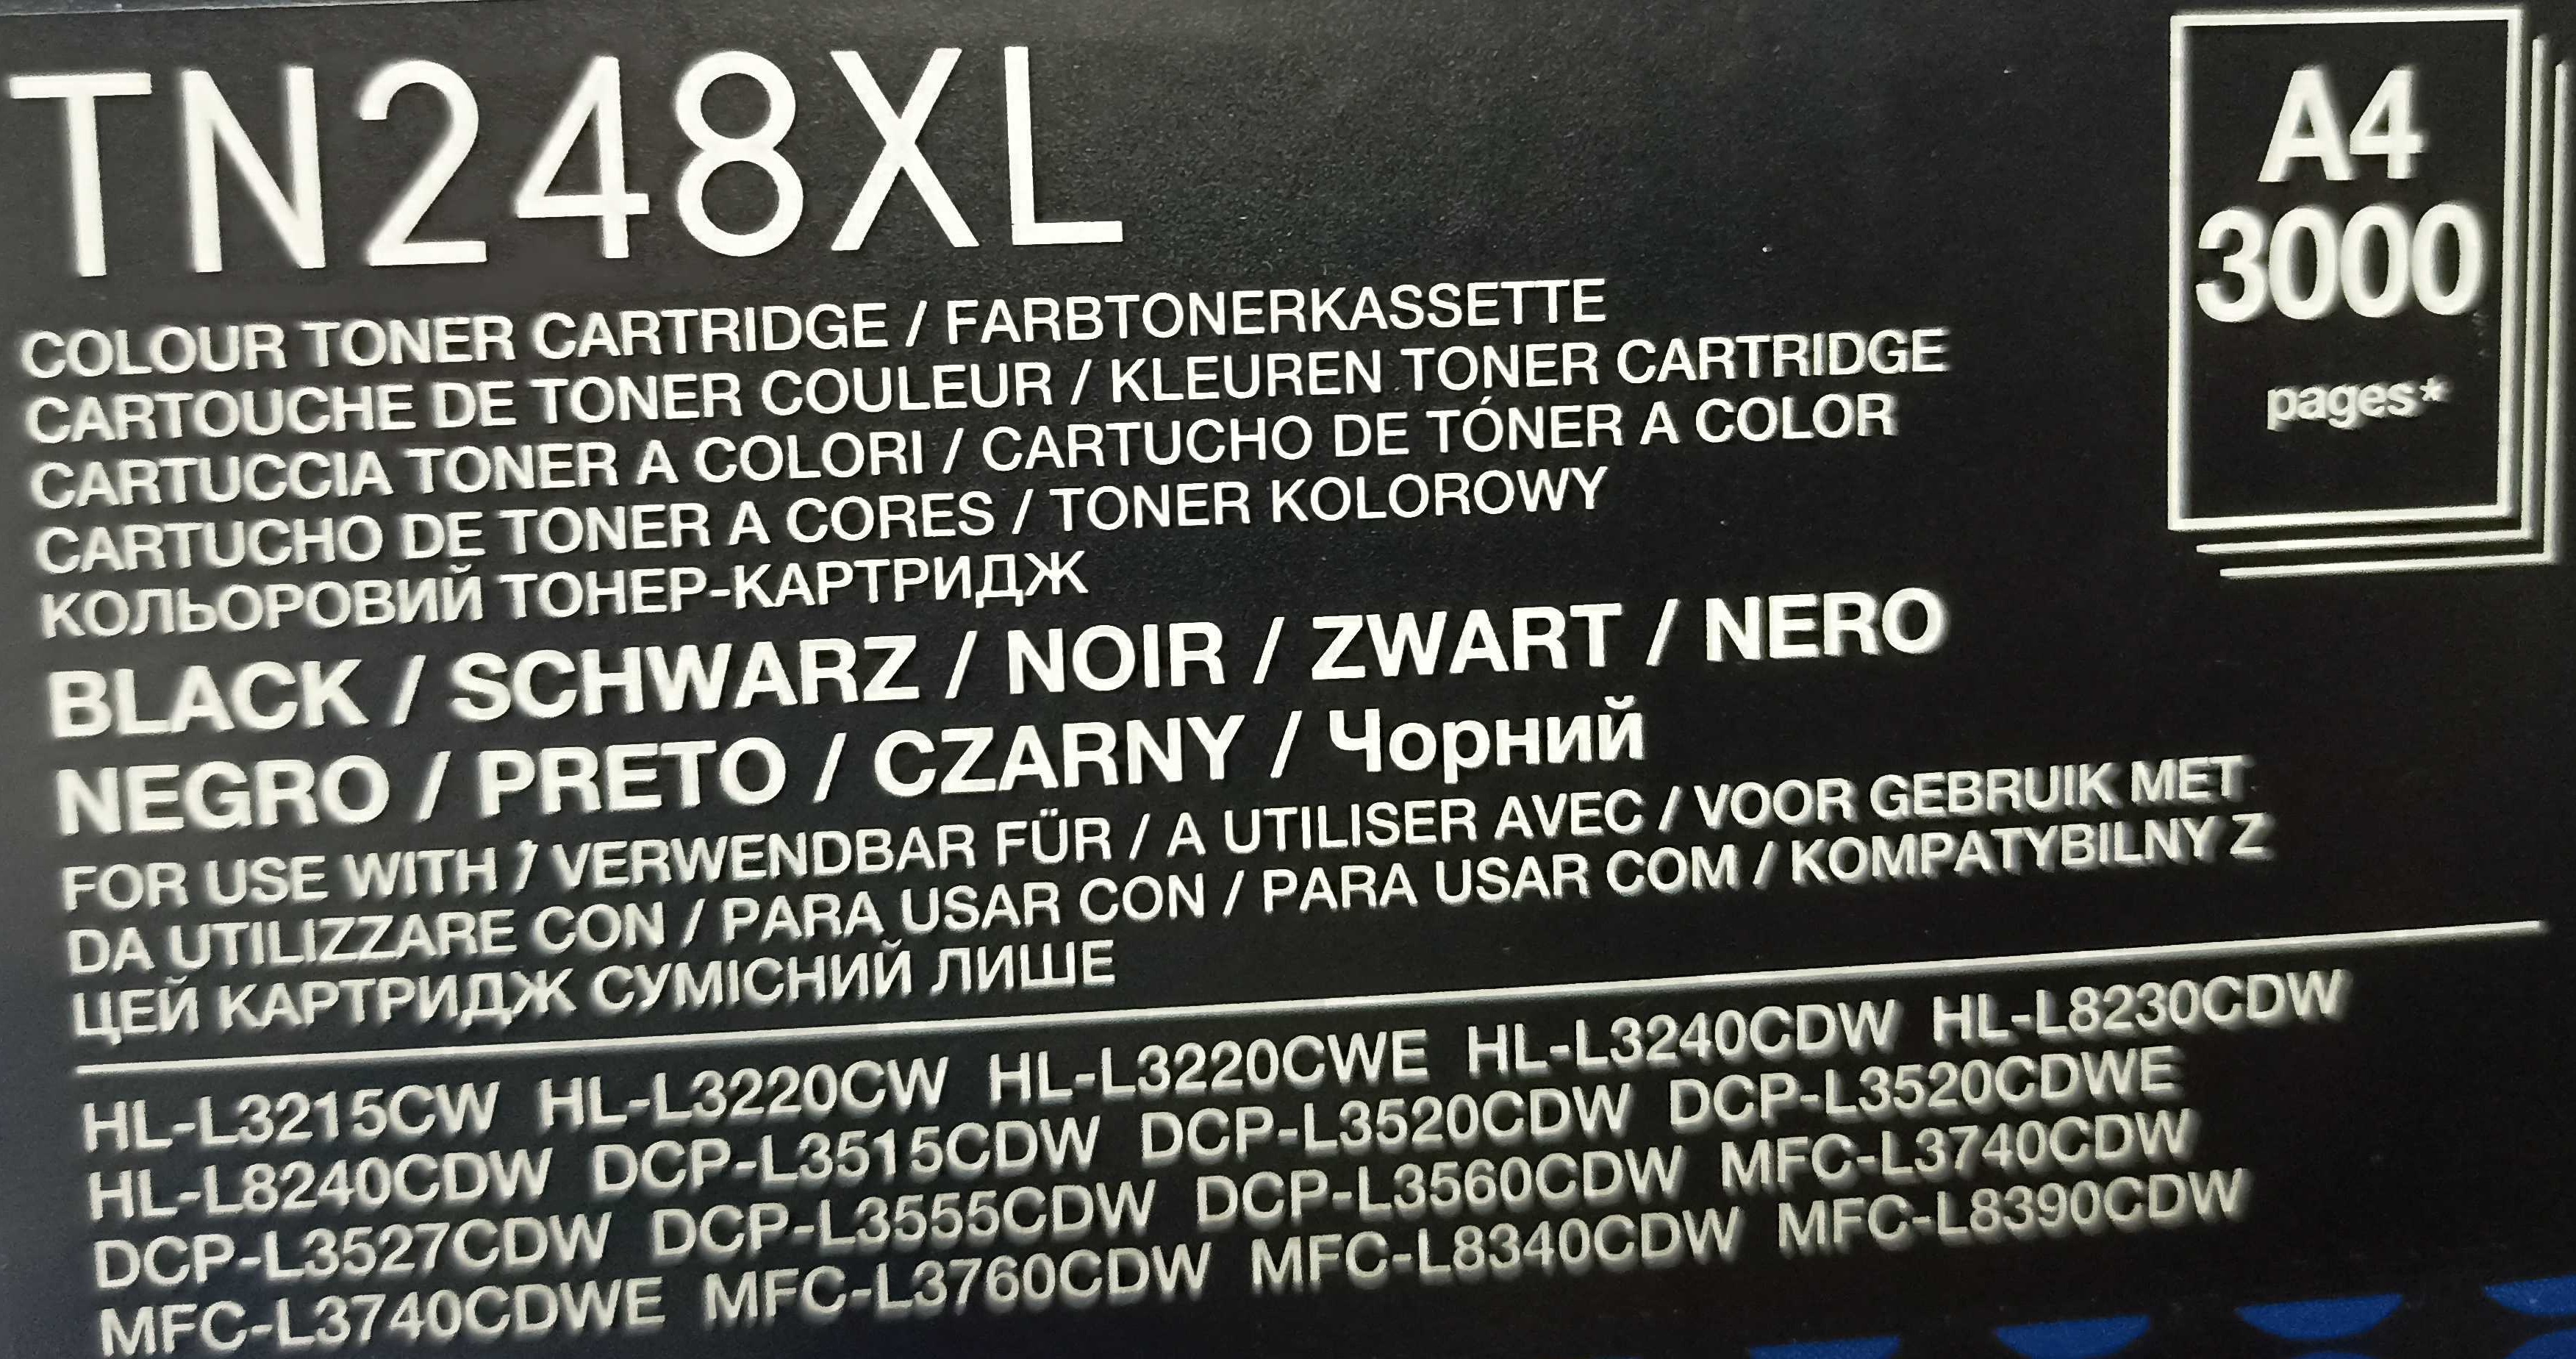 TN248XL
A4
3000
pages*
COLOUR TONER CARTRIDGE / FARBTONERKASSETTE
CARTOUCHE DE TONER COULEUR / KLEUREN TONER CARTRIDGE
CARTUCCIA TONER A COLORI / CARTUCHO DE TÓNER A COLOR
CARTUCHO DE TONER A CORES / TONER KOLOROWY
КОЛЬОРОВИЙ ТОНЕР-КАРТРИДЖ
BLACK / SCHWARZ / NOIR / ZWART / NERO
NEGRO / PRETO / CZARNY / Чорний
FOR USE WITH / VERWENDBAR FÜR / A UTILISER AVEC / VOOR GEBRUIK MET
DA UTILIZZARE CON / PARA USAR CON / PARA USAR COM / KOMPATYBILNY Z
ЦЕЙ КАРТРИДЖ СУМІСНИЙ ЛИШЕ
HL-L3215CW HL-L3220CW HL-L3220CWE HL-L3240CDW HL-L8230CDW
HL-L8240CDW DCP-L3515CDW DCP-L3520CDW DCP-L3520CDWE
DCP-L3527CDW DCP-L3555CDW DCP-L3560CDW MFC-L3740CDW
MFC-L3740CDWE MFC-L3760CDW MFC-L8340CDW MFC-L8390CDW